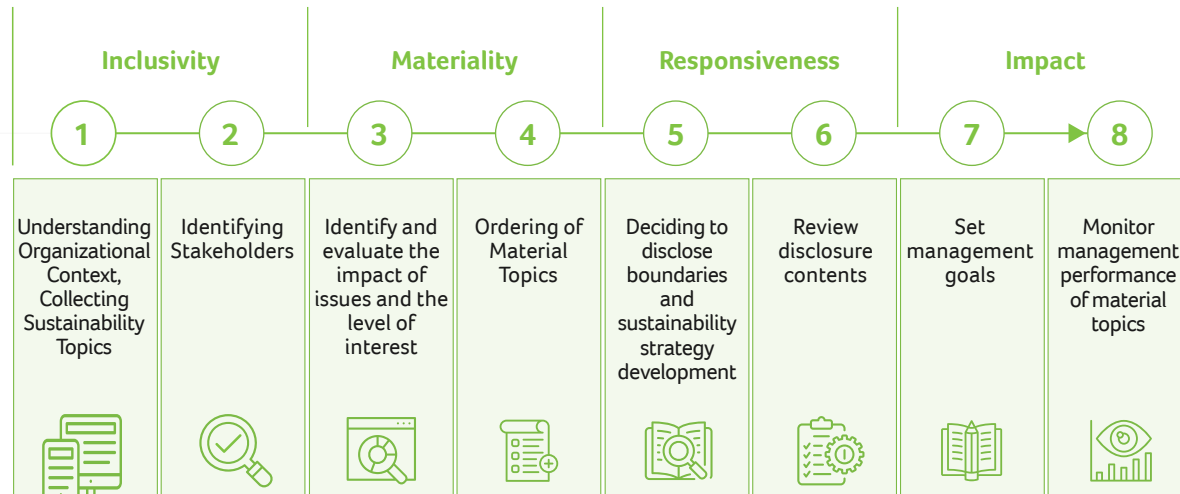 Inclusivity
Materiality
Responsiveness
Impact
1
2
3
4
5
6
7
8
Understanding
Organizational
Context,
Collecting
Sustainability
Topics
Identifying
Stakeholders
Identify and
evaluate the
impact of
issues and the
level of
interest
Ordering of
Material
Topics
Deciding to
disclose
boundaries
and
sustainability
strategy
development
Review
disclosure
contents
Set
management
goals
Monitor
management
performance
of material
topics